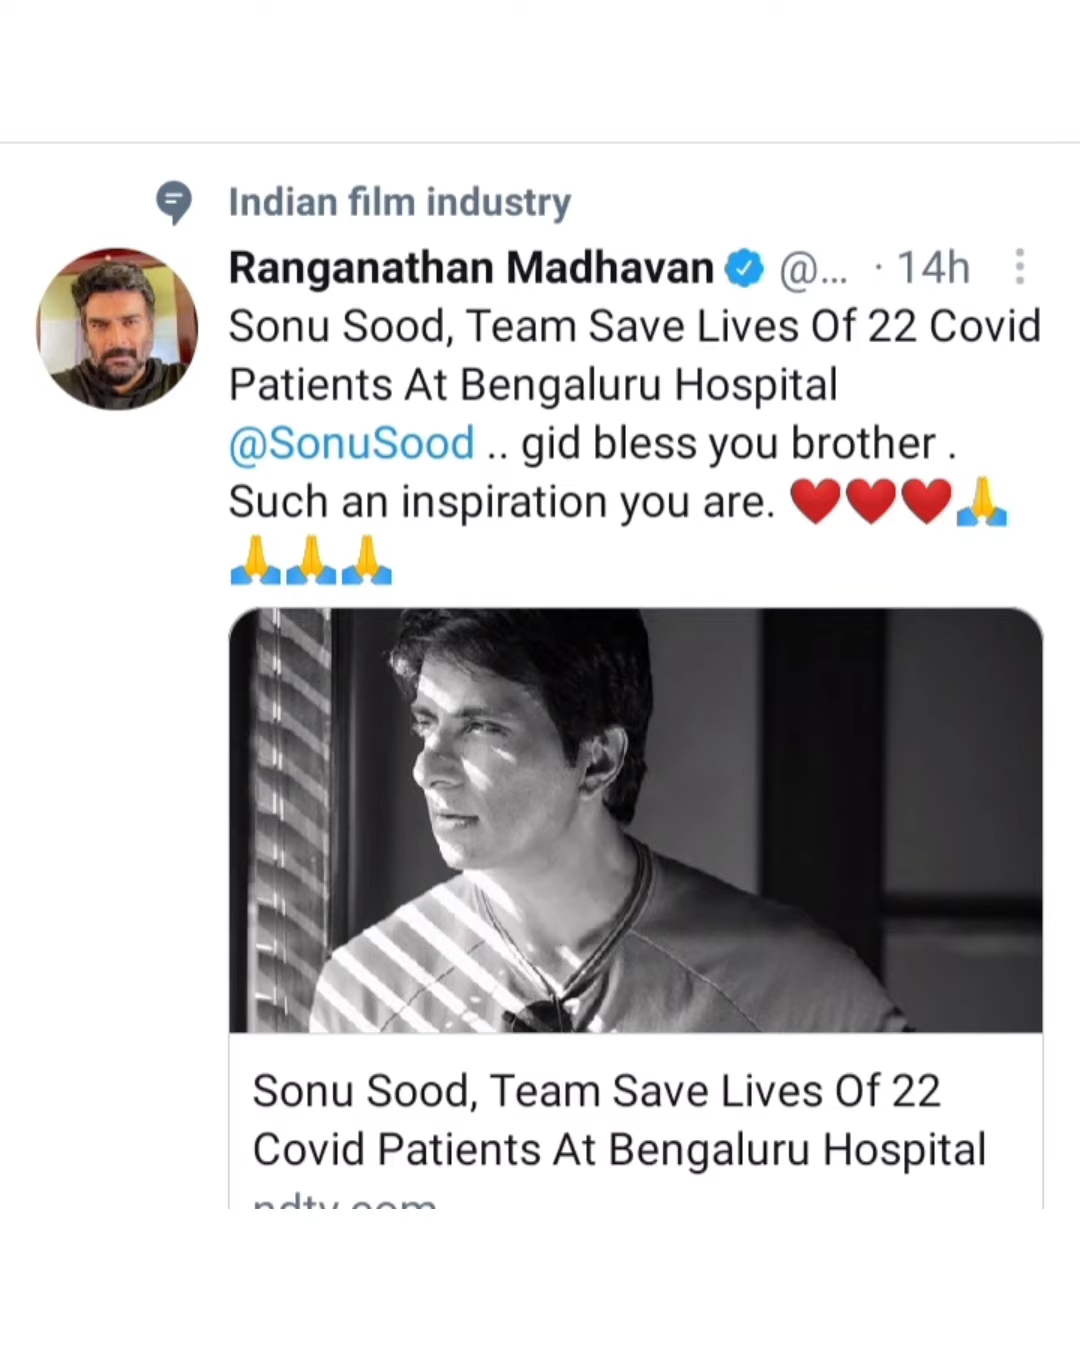 Indian film industry
Ranganathan Madhavan @... · 14h
Sonu Sood, Team Save Lives Of 22 Covid
Patients At Bengaluru Hospital
@SonuSood .. gid bless you brother .
Such an inspiration you are. ❤️❤️❤️🙏
🙏🙏🙏
Sonu Sood, Team Save Lives Of 22
Covid Patients At Bengaluru Hospital
ndtv.com